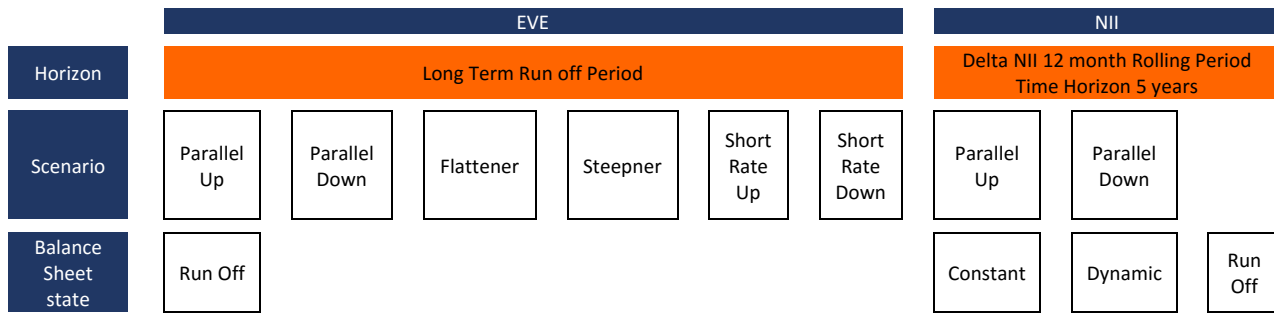 EVE
NII
Horizon
Long Term Run off Period
Delta NII 12 month Rolling Period
Time Horizon 5 years
Scenario
Parallel
Up
Parallel
Down
Flattener
Steepner
Short
Rate
Up
Short
Rate
Down
Parallel
Up
Parallel
Down
Balance
Sheet
state
Run Off
Constant
Dynamic
Run
Off